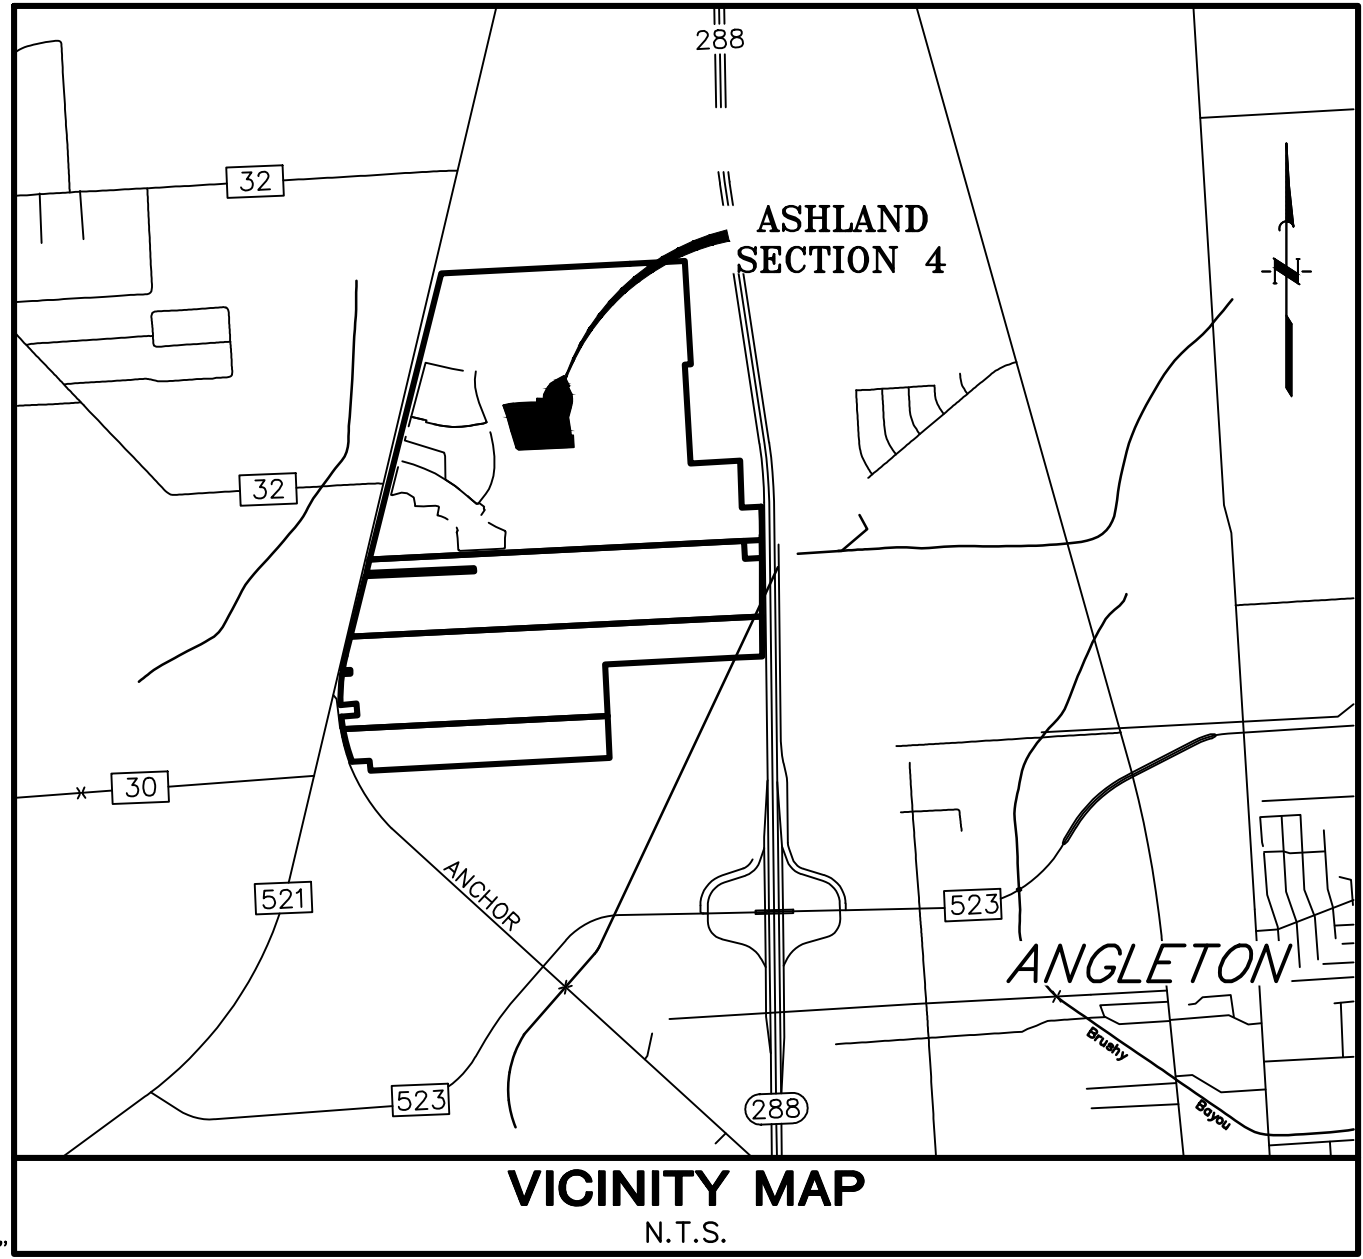 288
32
ASHLAND
SECTION 4
N
32
30
521
ANCHOR
523
ANGLETON
Brushy
523
288
Bayou
VICINITY MAP
N.T.S.
"